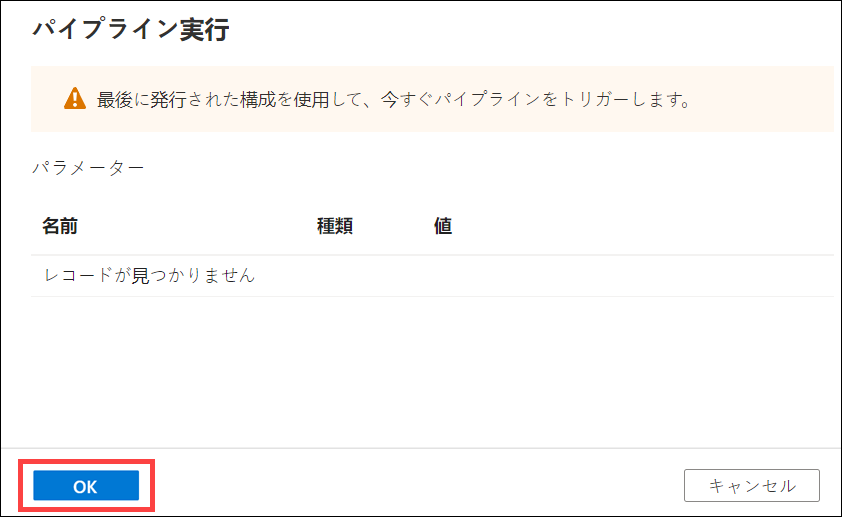 パイプライン実行
最後に発行された構成を使用して、今すぐパイプラインをトリガーします。
パラメーター
名前 種類 値
レコードが見つかりません
OK キャンセル